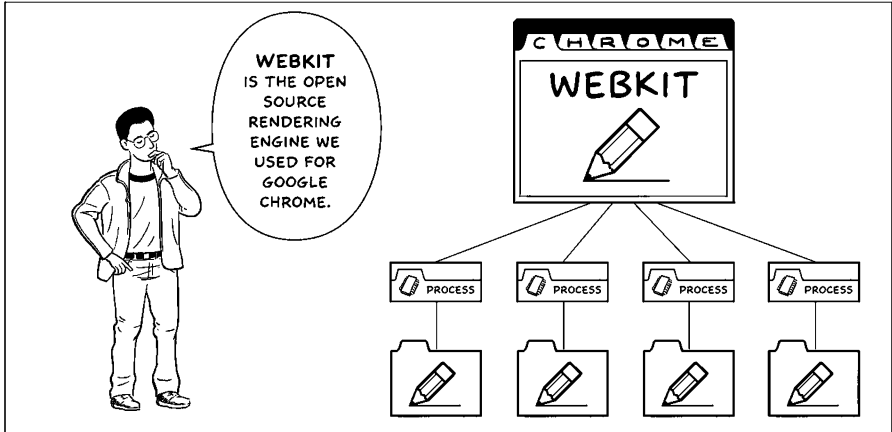 WEBKIT
IS THE OPEN
SOURCE
RENDERING
ENGINE WE
USED FOR
GOOGLE
CHROME.
CHROME
WEBKIT
PROCESS
PROCESS
PROCESS
PROCESS